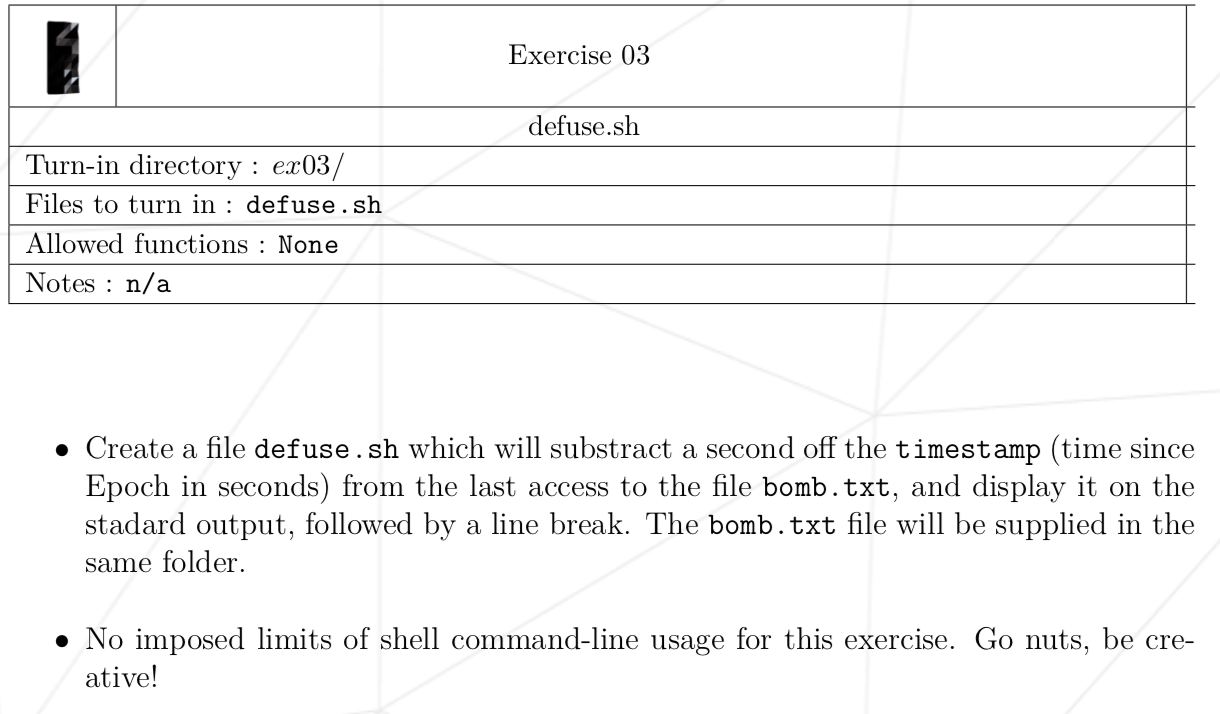 Exercise 03
defuse.sh
Turn-in directory : ex03/
Files to turn in : defuse.sh
Allowed functions : None
Notes : n/a
• Create a file defuse.sh which will substract a second off the timestamp (time since
Epoch in seconds) from the last access to the file bomb.txt, and display it on the
stadard output, followed by a line break. The bomb.txt file will be supplied in the
same folder.
• No imposed limits of shell command-line usage for this exercise. Go nuts, be cre-
ative!